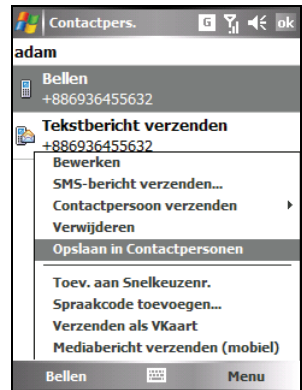 Contactpers. G ok
adam
Bellen
+886936455632
Tekstbericht verzenden
+886936455632
Bewerken
SMS-bericht verzenden...
Contactpersoon verzenden
Verwijderen
Opslaan in Contactpersonen
Toev. aan Snelkeuzenr.
Spraakcode toevoegen...
Verzenden als VKaart
Mediabericht verzenden (mobiel)
Bellen Menu